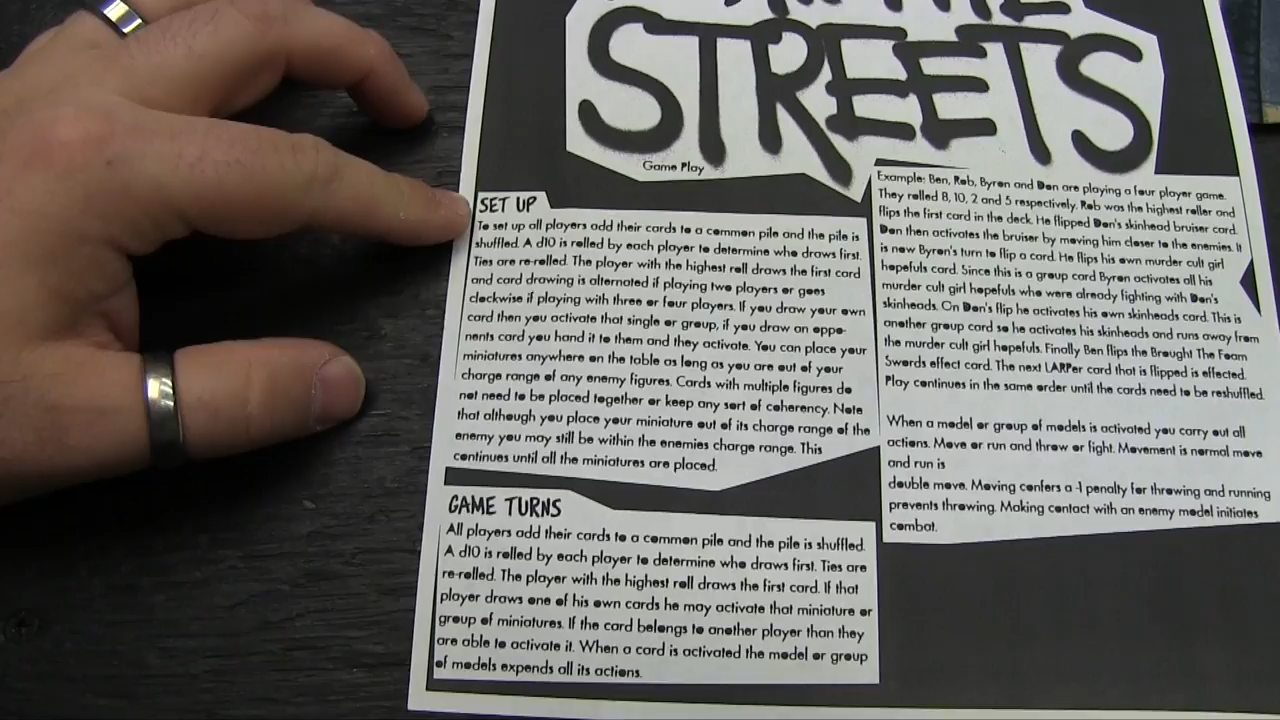 STREETS
Game Play
SET UP
To set up all players add their cards to a common pile and the pile is
shuffled. A d10 is rolled by each player to determine who draws first.
Ties are re-rolled. The player with the highest roll draws the first card
and card drawing is alternated if playing two players or goes
clockwise if playing with three or four players. If you draw your own
card then you activate that single or group, if you draw an oppo-
nents card you hand it to them and they activate. You can place your
miniatures anywhere on the table as long as you are out of your
charge range of any enemy figures. Cards with multiple figures do
not need to be placed together or keep any sort of coherency. Note
that although you place your miniature out of its charge range of the
enemy you may still be within the enemies charge range. This
continues until all the miniatures are placed.
GAME TURNS
All players add their cards to a common pile and the pile is shuffled.
A d10 is rolled by each player to determine who draws first. Ties are
re-rolled. The player with the highest roll draws the first card. If that
player draws one of his own cards he may activate that miniature or
group of miniatures. If the card belongs to another player than they
are able to activate it. When a card is activated the model or group
of models expends all its actions.
Example: Ben, Rob, Byron and Don are playing a four player game.
They rolled 8, 10, 2 and 5 respectively. Rob was the highest roller and
flips the first card in the deck. He flipped Don's skinhead bruiser card.
Don then activates the bruiser by moving him closer to the enemies. It
is now Byron's turn to flip a card. He flips his own murder cult girl
hopefuls card. Since this is a group card Byron activates all his
murder cult girl hopefuls who were already fighting with Don's
skinheads. On Don's flip he activates his own skinheads card. This is
another group card so he activates his skinheads and runs away from
the murder cult girl hopefuls. Finally Ben flips the Brought The Foam
Swords effect card. The next LARPer card that is flipped is effected.
Play continues in the same order until the cards need to be reshuffled.
When a model or group of models is activated you carry out all
actions. Move or run and throw or fight. Movement is normal move
and run is
double move. Moving confers a -1 penalty for throwing and running
prevents throwing. Making contact with an enemy model initiates
combat.